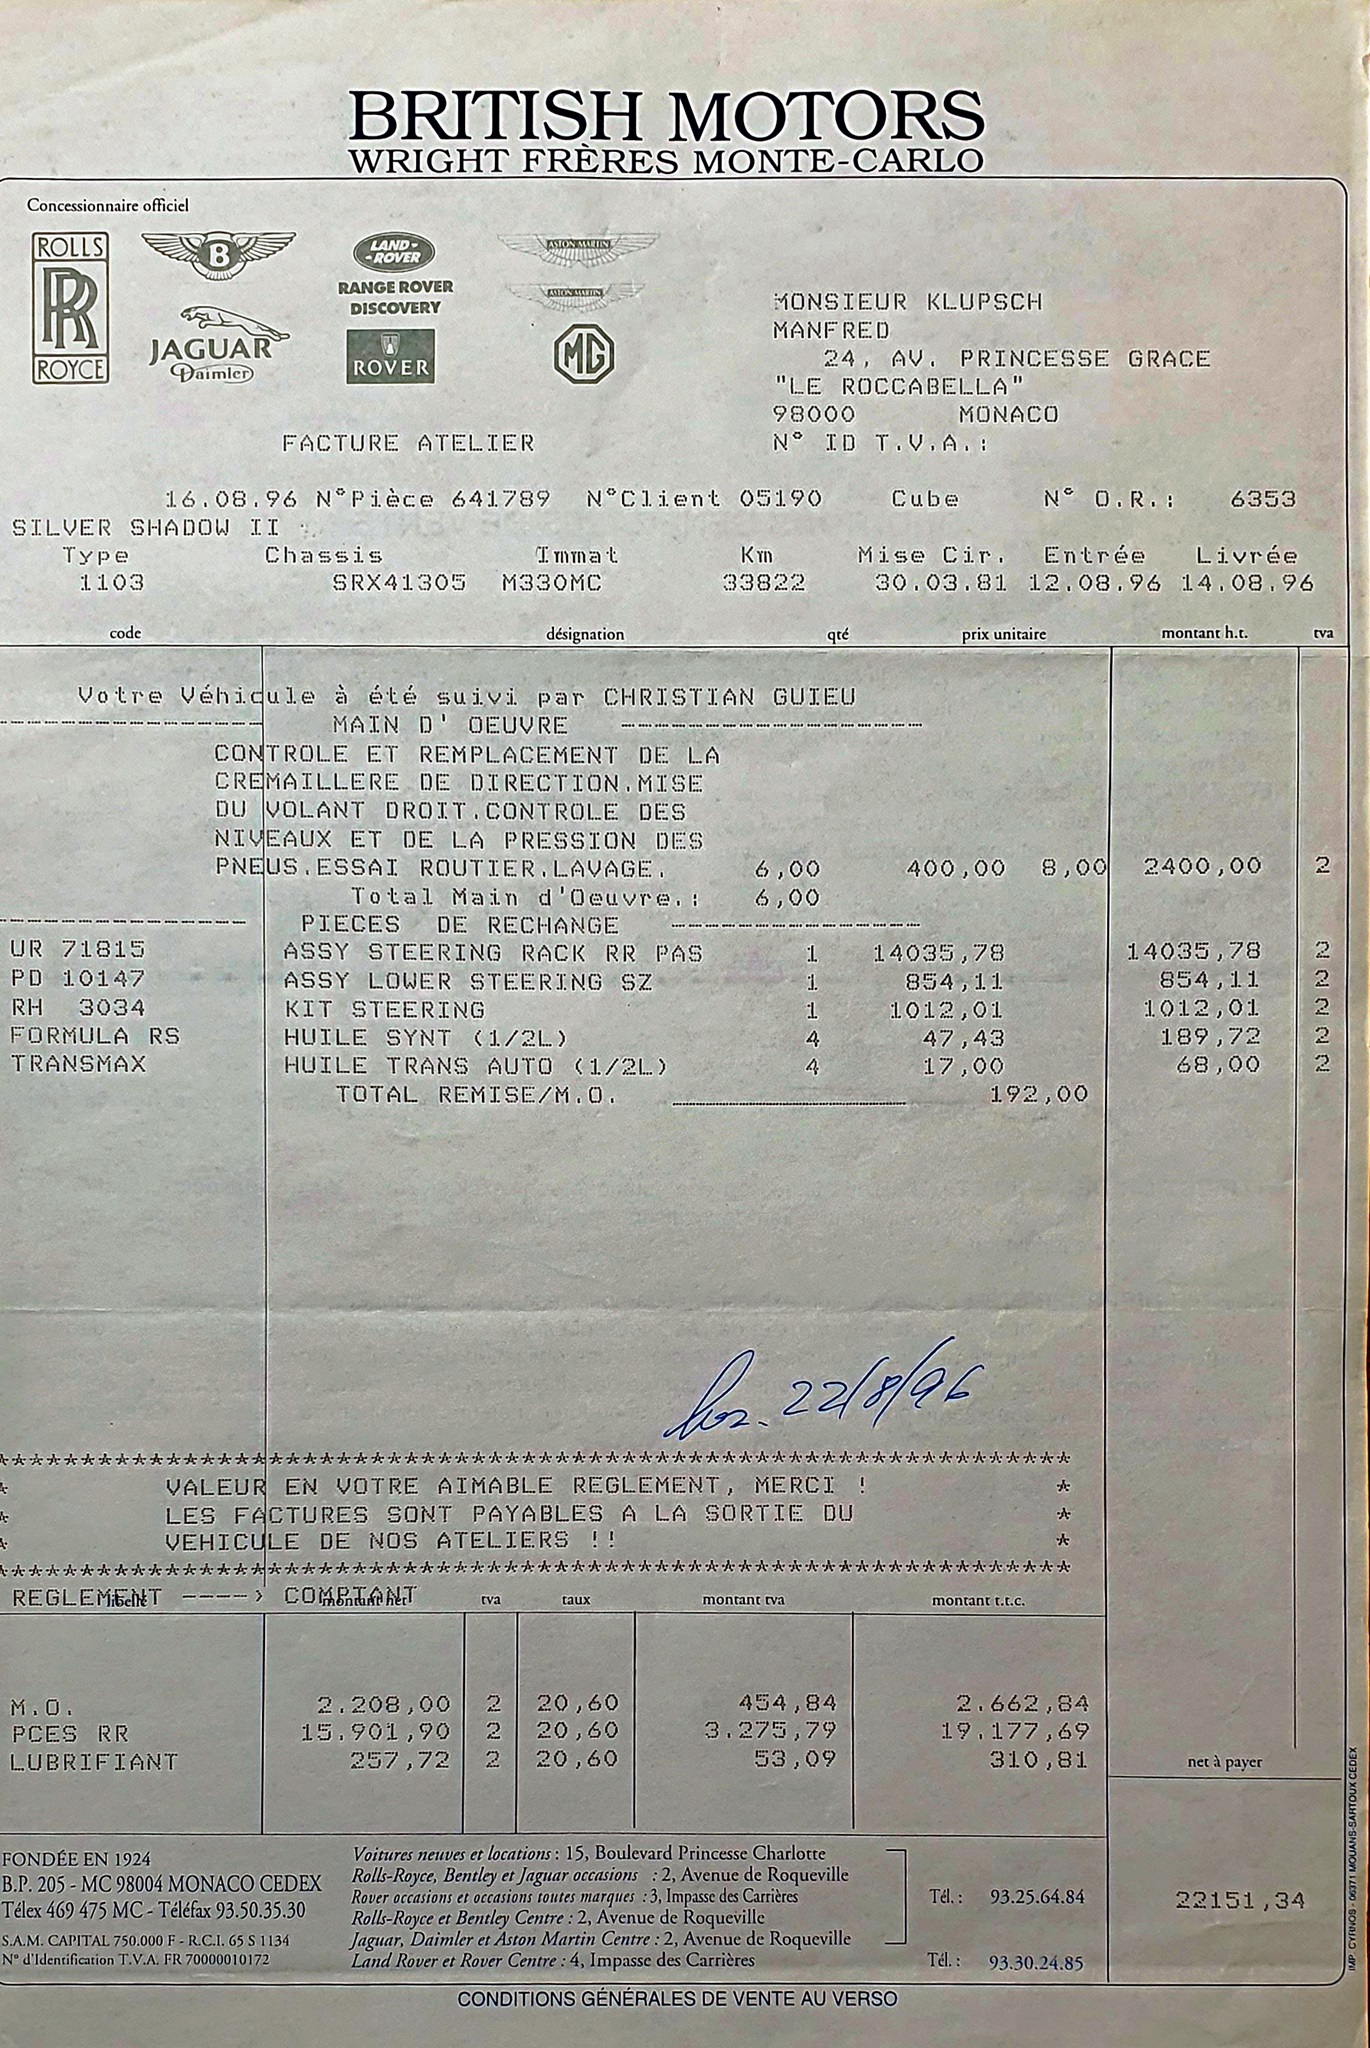 BRITISH MOTORS
WRIGHT FRÈRES MONTE-CARLO
Concessionnaire officiel
ROLLS
RR
ROYCE
B
JAGUAR
Daimler
LAND-
-ROVER
RANGE ROVER
DISCOVERY
ROVER
ASTON MARTIN
ASTON MARTIN
MG
MONSIEUR KLUPSCH
MANFRED
24, AV. PRINCESSE GRACE
"LE ROCCABELLA"
98000 MONACO
FACTURE ATELIER N° ID T.V.A.:
16.08.96 N°Pièce 641789 N°Client 05190 Cube N° O.R.: 6353
SILVER SHADOW II
Type Chassis Immat Km Mise Cir. Entrée Livrée
1103 SRX41305 M330MC 33822 30.03.81 12.08.96 14.08.96
code désignation qté prix unitaire montant h.t. tva
Votre Véhicule à été suivi par CHRISTIAN GUIEU
---------------- MAIN D' OEUVRE ------------------
CONTROLE ET REMPLACEMENT DE LA
CREMAILLERE DE DIRECTION.MISE
DU VOLANT DROIT.CONTROLE DES
NIVEAUX ET DE LA PRESSION DES
PNEUS.ESSAI ROUTIER.LAVAGE. 6,00 400,00 8,00 2400,00 2
Total Main d'Oeuvre.: 6,00
--------------- PIECES DE RECHANGE ---------------
UR 71815 ASSY STEERING RACK RR PAS 1 14035,78 14035,78 2
PD 10147 ASSY LOWER STEERING SZ 1 854,11 854,11 2
RH 3034 KIT STEERING 1 1012,01 1012,01 2
FORMULA RS HUILE SYNT (1/2L) 4 47,43 189,72 2
TRANSMAX HUILE TRANS AUTO (1/2L) 4 17,00 68,00 2
TOTAL REMISE/M.O. ______________ 192,00
22/8/96
****************************************************************
* VALEUR EN VOTRE AIMABLE REGLEMENT, MERCI ! *
* LES FACTURES SONT PAYABLES A LA SORTIE DU *
* VEHICULE DE NOS ATELIERS !! *
****************************************************************
REGLEMENT ----> COMPTANT
libellé montant net tva taux montant tva montant t.t.c.
M.O. 2.208,00 2 20,60 454,84 2.662,84
PCES RR 15.901,90 2 20,60 3.275,79 19.177,69
LUBRIFIANT 257,72 2 20,60 53,09 310,81
net à payer
22151,34
FONDÉE EN 1924
B.P. 205 - MC 98004 MONACO CEDEX
Télex 469 475 MC - Téléfax 93.50.35.30
S.A.M. CAPITAL 750.000 F - R.C.I. 65 S 1134
N° d'Identification T.V.A. FR 70000010172
Voitures neuves et locations : 15, Boulevard Princesse Charlotte
Rolls-Royce, Bentley et Jaguar occasions : 2, Avenue de Roqueville
Rover occasions et occasions toutes marques : 3, Impasse des Carrières
Rolls-Royce et Bentley Centre : 2, Avenue de Roqueville
Jaguar, Daimler et Aston Martin Centre : 2, Avenue de Roqueville
Land Rover et Rover Centre : 4, Impasse des Carrières
Tél. : 93.25.64.84
Tél. : 93.30.24.85
IMP. CYRNOS - 06371 MOUANS-SARTOUX CEDEX
CONDITIONS GÉNÉRALES DE VENTE AU VERSO